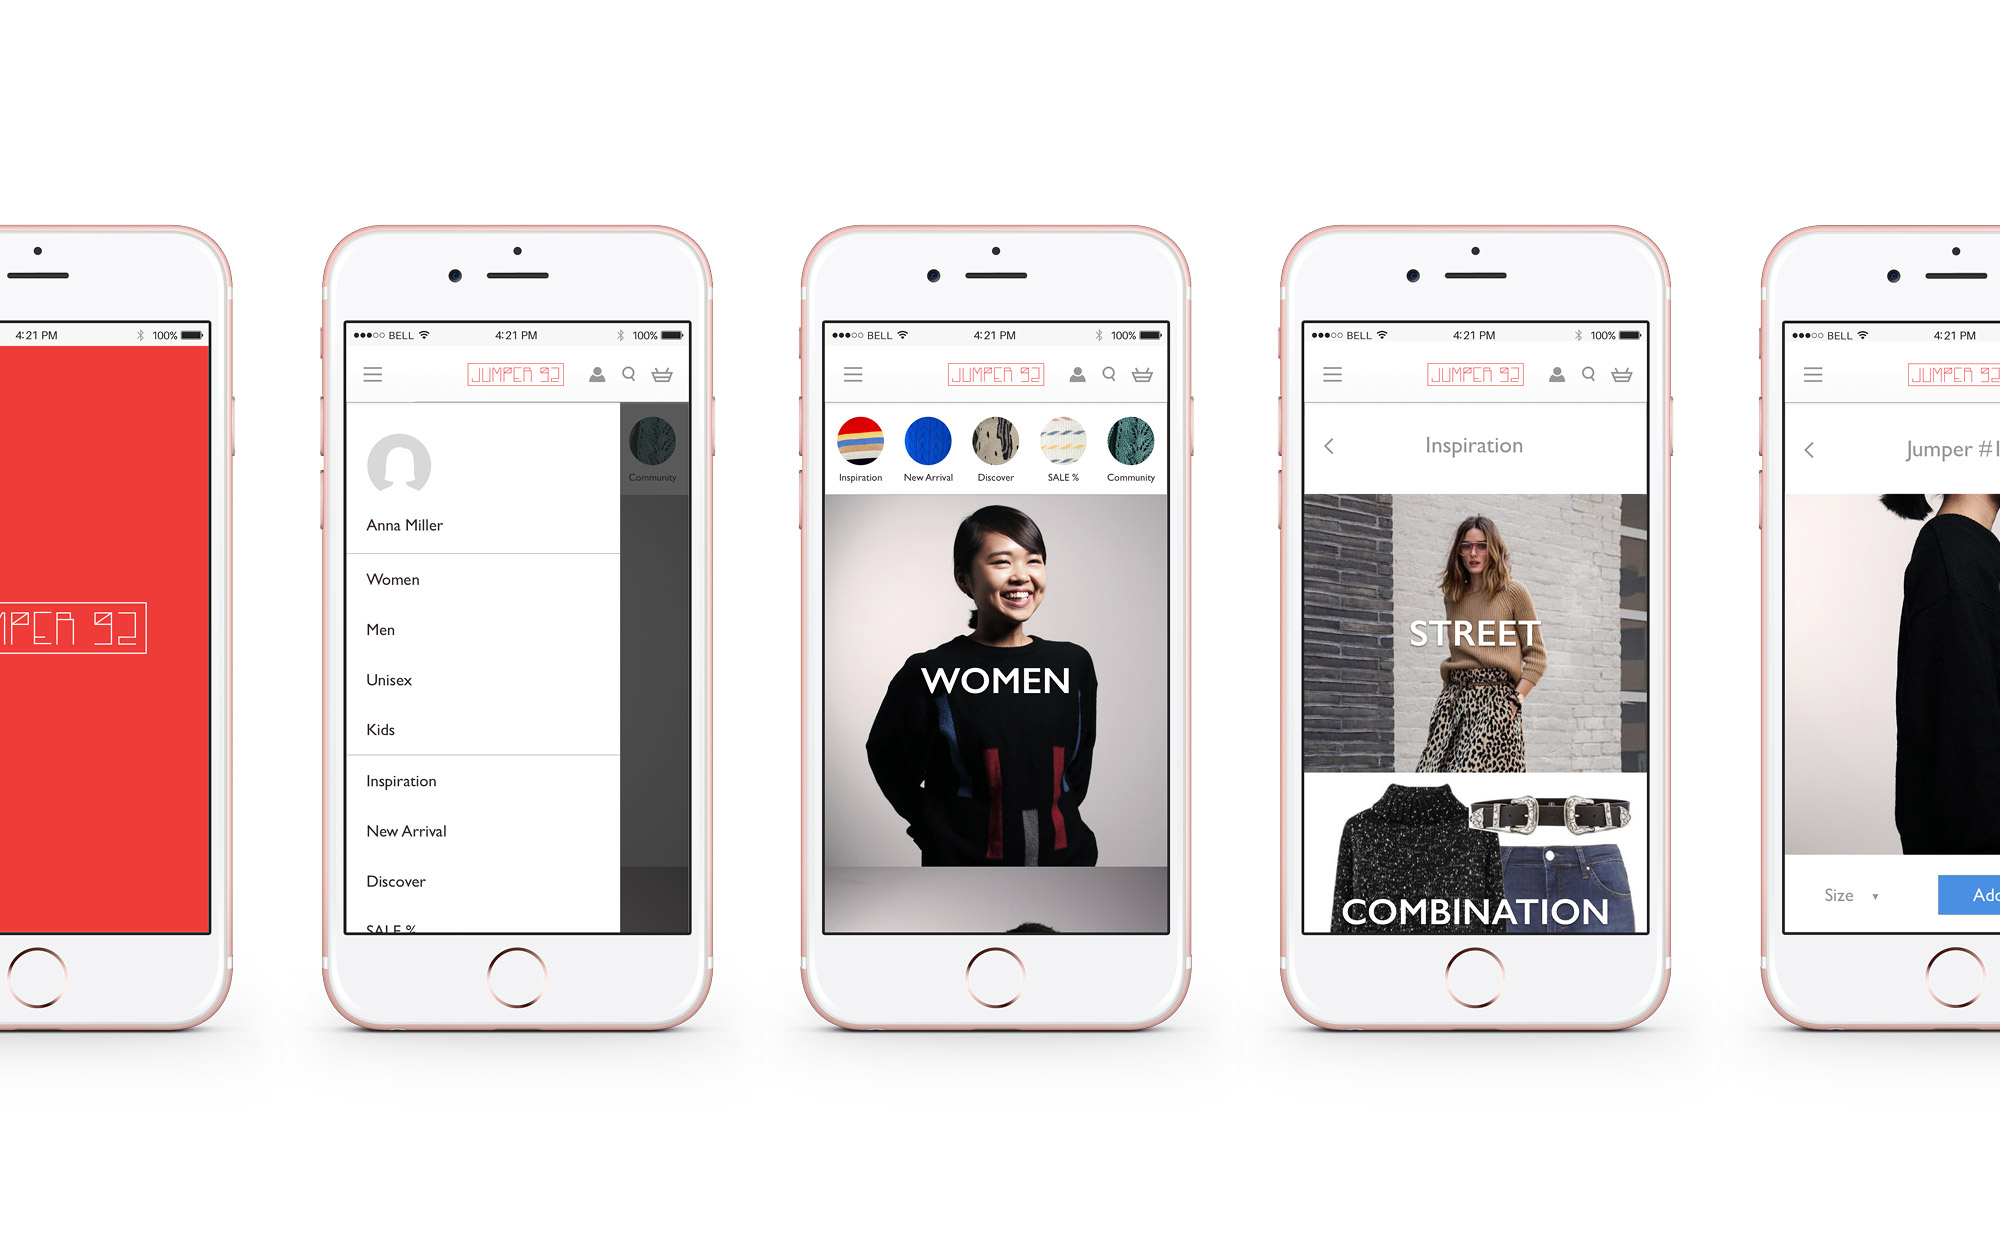 4:21 PM 100%
MPER 92
BELL 4:21 PM 100%
JUMPER 92
Community
Anna Miller
Women
Men
Unisex
Kids
Inspiration
New Arrival
Discover
SALE %
BELL 4:21 PM 100%
JUMPER 92
Inspiration New Arrival Discover SALE % Community
WOMEN
BELL 4:21 PM 100%
JUMPER 92
Inspiration
STREET
COMBINATION
BELL 4:21 PM
JUMPER 92
Jumper #1
Size ▾ Add